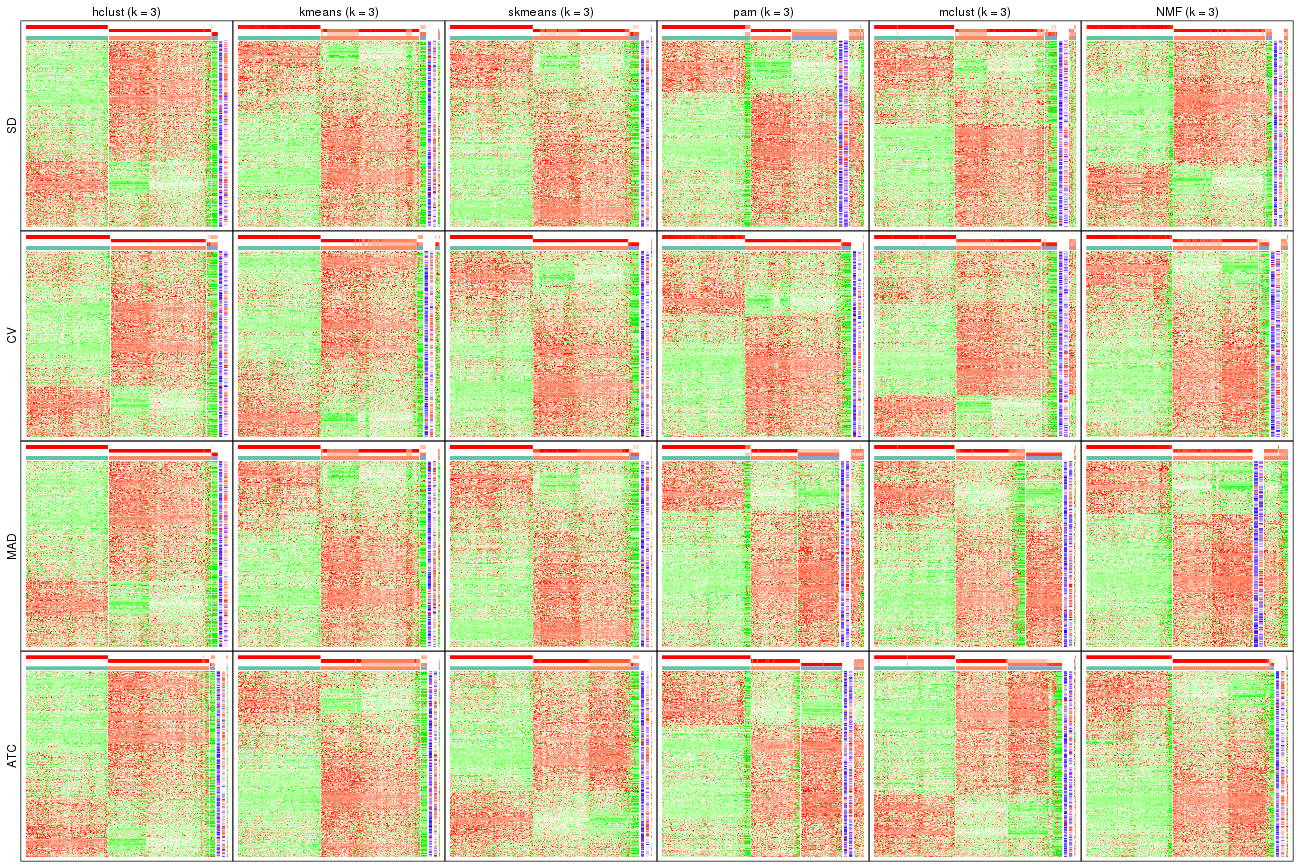 hclust (k = 3) kmeans (k = 3) skmeans (k = 3) pam (k = 3) mclust (k = 3) NMF (k = 3)
SD
CV
MAD
ATC